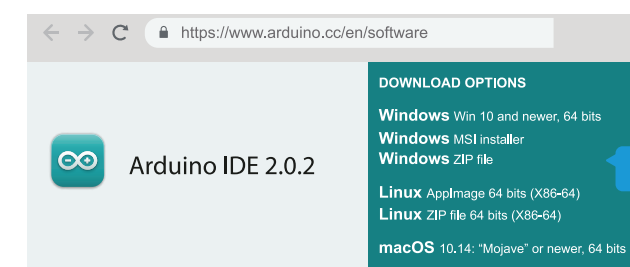 https://www.arduino.cc/en/software
Arduino IDE 2.0.2
DOWNLOAD OPTIONS
Windows Win 10 and newer, 64 bits
Windows MSI installer
Windows ZIP file
Linux AppImage 64 bits (X86-64)
Linux ZIP file 64 bits (X86-64)
macOS 10.14: “Mojave” or newer, 64 bits